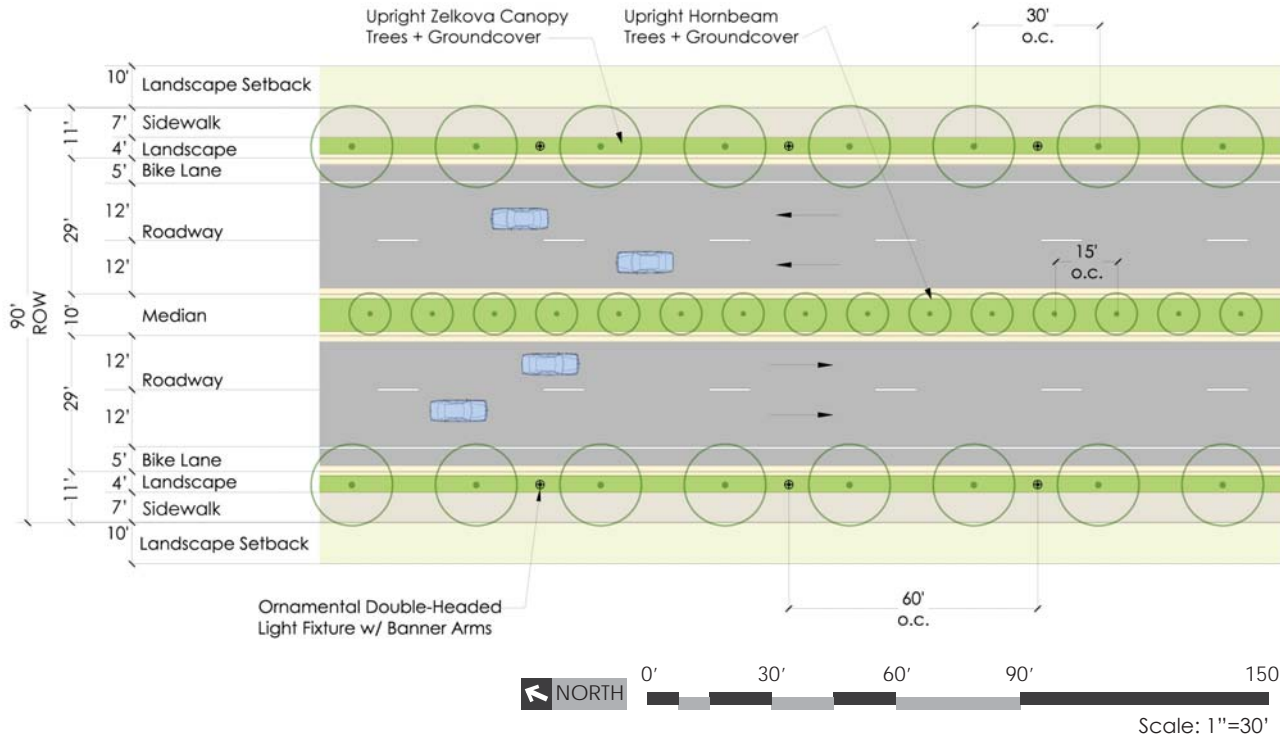 Upright Zelkova Canopy
Trees + Groundcover
Upright Hornbeam
Trees + Groundcover
30'
o.c.
10'
Landscape Setback
11'
7'
Sidewalk
4'
Landscape
5'
Bike Lane
29'
12'
Roadway
12'
15'
o.c.
90'
ROW
10'
Median
29'
12'
Roadway
12'
5'
Bike Lane
11'
4'
Landscape
7'
Sidewalk
10'
Landscape Setback
Ornamental Double-Headed
Light Fixture w/ Banner Arms
60'
o.c.
NORTH
0' 30' 60' 90' 150
Scale: 1"=30'